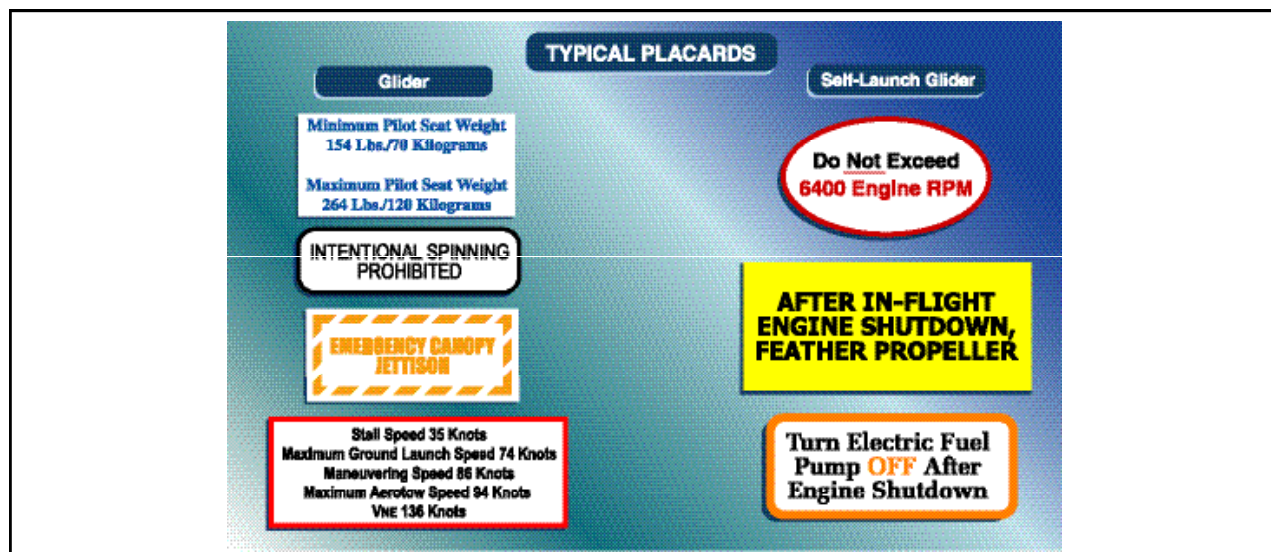 TYPICAL PLACARDS
Glider
Minimum Pilot Seat Weight
154 Lbs./70 Kilograms
Maximum Pilot Seat Weight
264 Lbs./120 Kilograms
INTENTIONAL SPINNING
PROHIBITED
EMERGENCY CANOPY
JETTISON
Stall Speed 35 Knots
Maximum Ground Launch Speed 74 Knots
Maneuvering Speed 86 Knots
Maximum Aerotow Speed 94 Knots
VNE 136 Knots
Self-Launch Glider
Do Not Exceed
6400 Engine RPM
AFTER IN-FLIGHT
ENGINE SHUTDOWN,
FEATHER PROPELLER
Turn Electric Fuel
Pump OFF After
Engine Shutdown